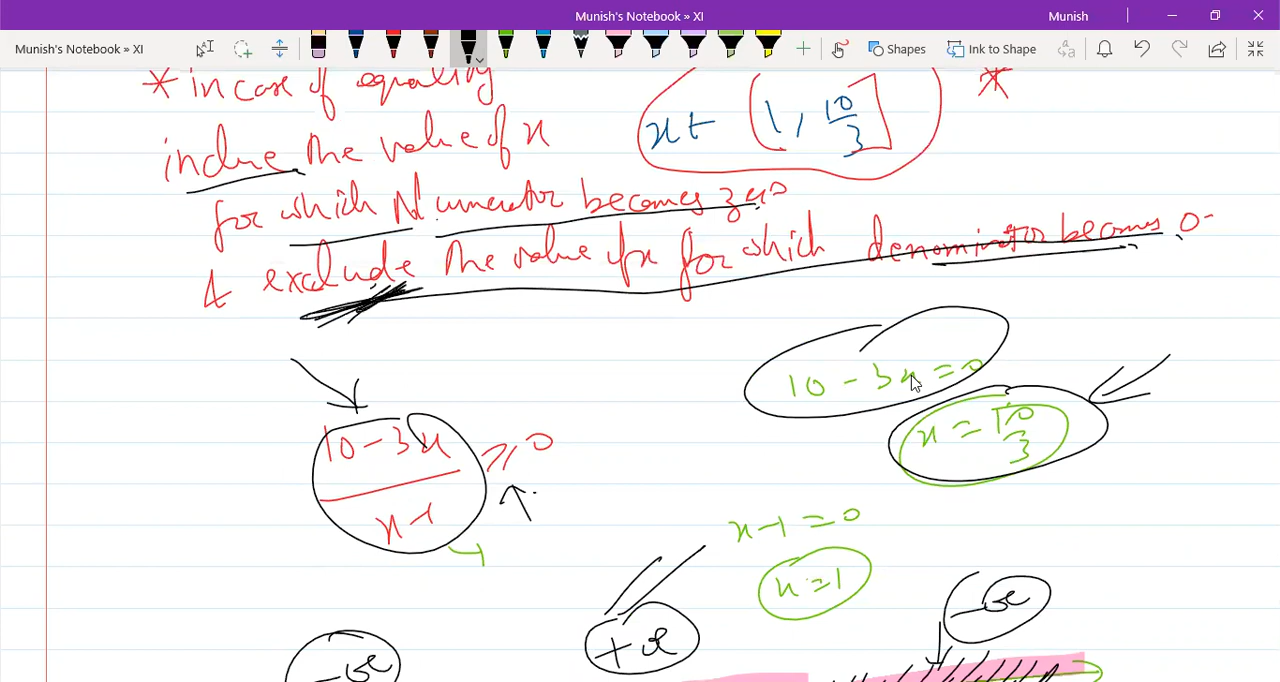 Munish's Notebook » XI
Munish
Munish's Notebook » XI
Shapes
Ink to Shape
* in case of equality
x ϵ (1, 10/3] *
inclue the value of x
for which Numerator becomes zero
& exclude the value of x for which denominator becomes 0
10 - 3x = 0
10 - 3x / x - 1 ≥ 0
x = 10/3
x - 1 = 0
x = 1
-ve
+ve
-ve